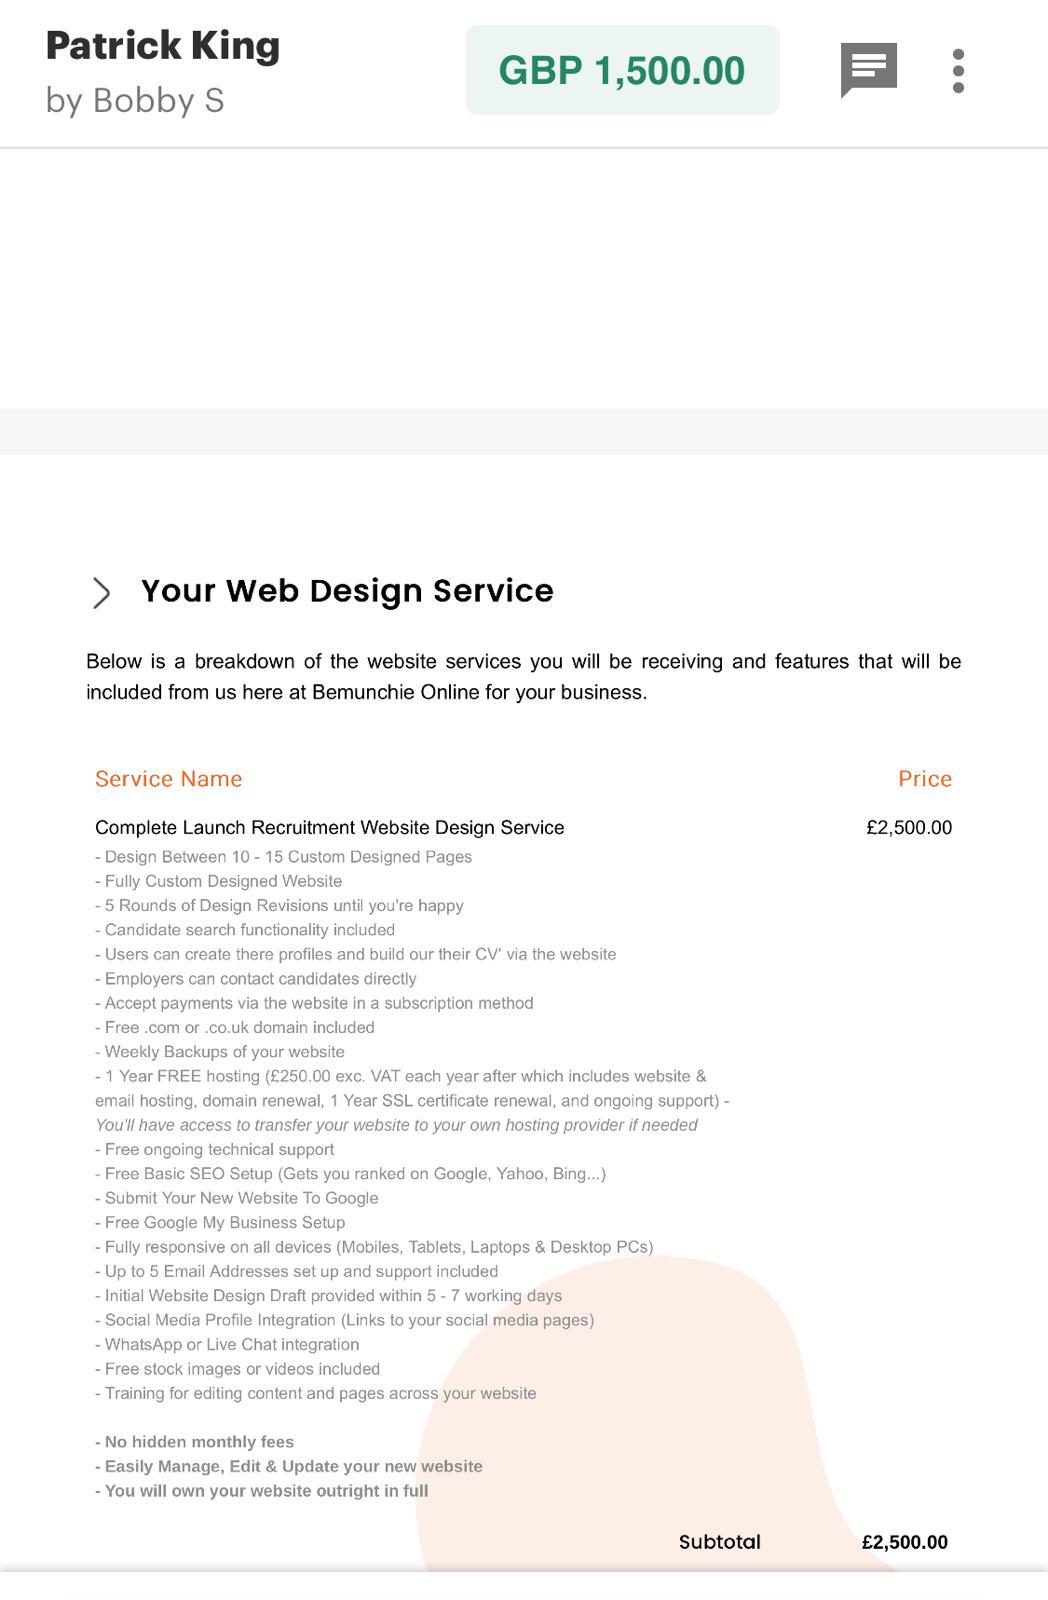 Patrick King
by Bobby S
GBP 1,500.00
Your Web Design Service
Below is a breakdown of the website services you will be receiving and features that will be
included from us here at Bemunchie Online for your business.
Service Name
Price
Complete Launch Recruitment Website Design Service
£2,500.00
- Design Between 10 - 15 Custom Designed Pages
- Fully Custom Designed Website
- 5 Rounds of Design Revisions until you're happy
- Candidate search functionality included
- Users can create there profiles and build our their CV' via the website
- Employers can contact candidates directly
- Accept payments via the website in a subscription method
- Free .com or .co.uk domain included
- Weekly Backups of your website
- 1 Year FREE hosting (£250.00 exc. VAT each year after which includes website &
email hosting, domain renewal, 1 Year SSL certificate renewal, and ongoing support) -
You'll have access to transfer your website to your own hosting provider if needed
- Free ongoing technical support
- Free Basic SEO Setup (Gets you ranked on Google, Yahoo, Bing...)
- Submit Your New Website To Google
- Free Google My Business Setup
- Fully responsive on all devices (Mobiles, Tablets, Laptops & Desktop PCs)
- Up to 5 Email Addresses set up and support included
- Initial Website Design Draft provided within 5 - 7 working days
- Social Media Profile Integration (Links to your social media pages)
- WhatsApp or Live Chat integration
- Free stock images or videos included
- Training for editing content and pages across your website
- No hidden monthly fees
- Easily Manage, Edit & Update your new website
- You will own your website outright in full
Subtotal
£2,500.00